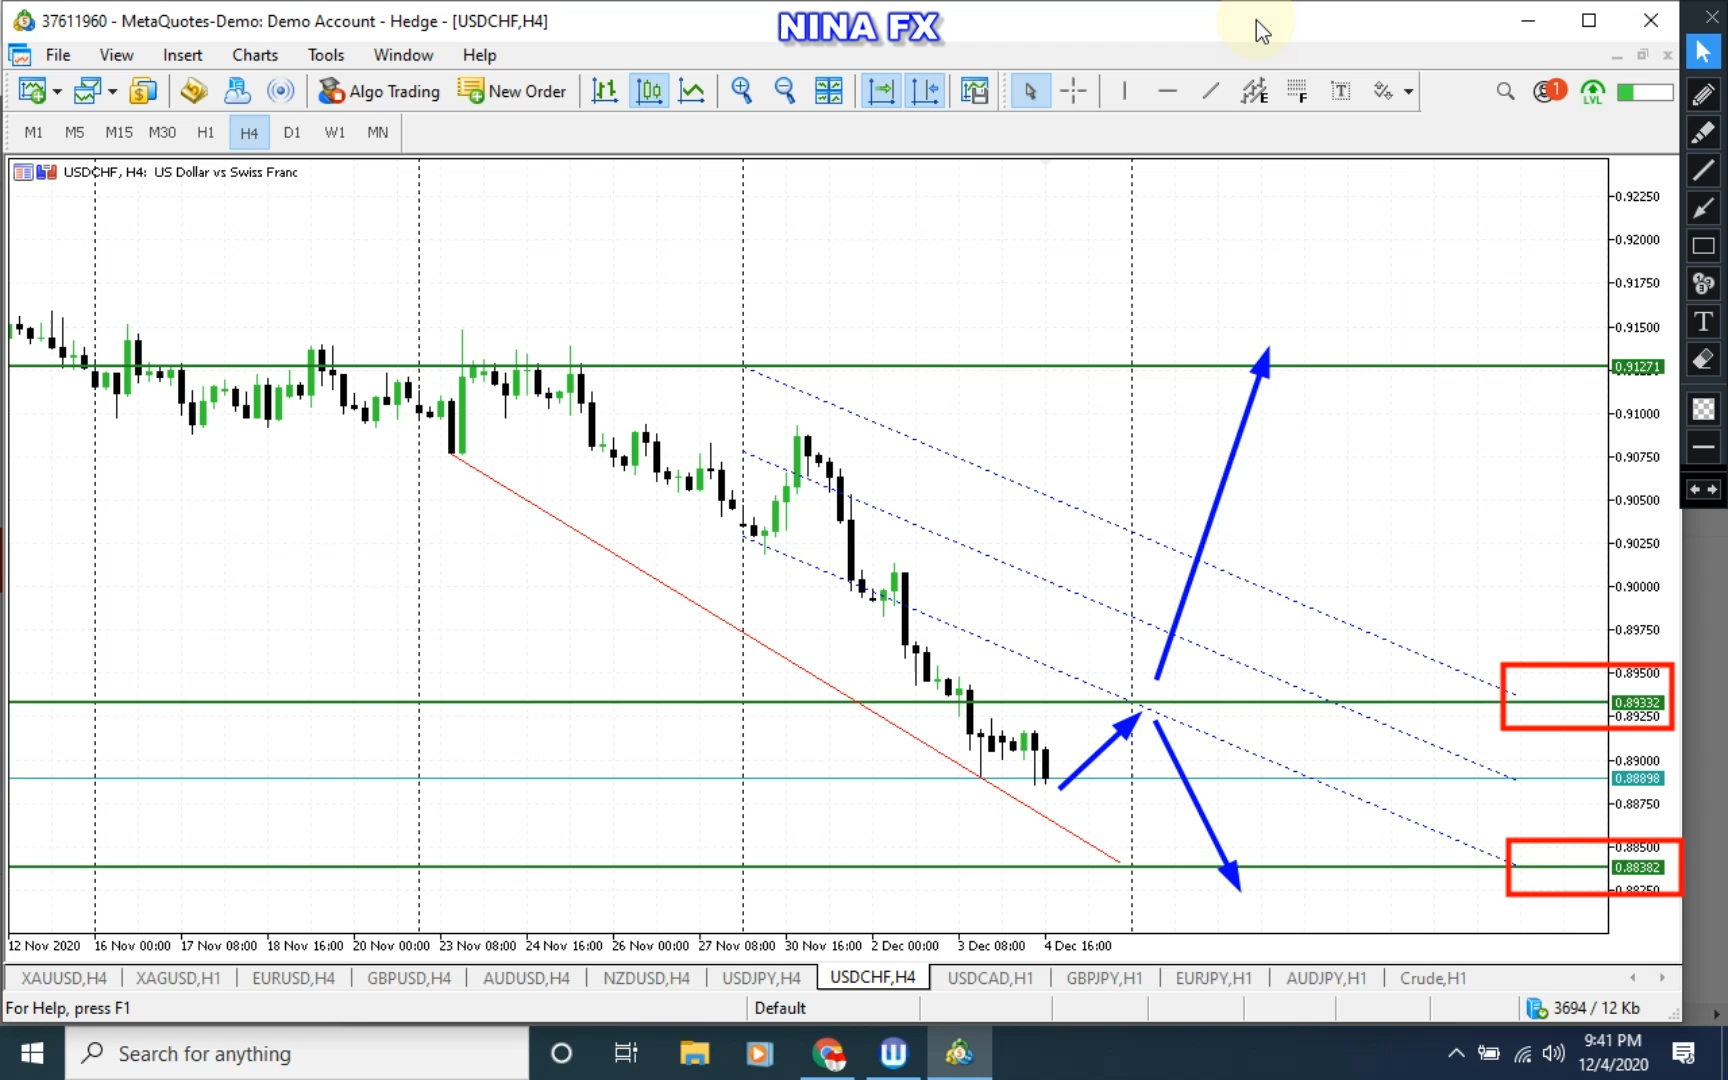 37611960 - MetaQuotes-Demo: Demo Account - Hedge - [USDCHF,H4]
NINA FX
File View Insert Charts Tools Window Help
Algo Trading New Order E F T 1 LVL
M1 M5 M15 M30 H1 H4 D1 W1 MN
USDCHF, H4: US Dollar vs Swiss Franc
0.92250
0.92000
0.91750
0.91500
0.91271
0.91000
0.90750
0.90500
0.90250
0.90000
0.89750
0.89500
0.89332
0.89250
0.89000
0.88898
0.88750
0.88500
0.88382
0.88250
12 Nov 2020 16 Nov 00:00 17 Nov 08:00 18 Nov 16:00 20 Nov 00:00 23 Nov 08:00 24 Nov 16:00 26 Nov 00:00 27 Nov 08:00 30 Nov 16:00 2 Dec 00:00 3 Dec 08:00 4 Dec 16:00
XAUUSD,H4 XAGUSD,H1 EURUSD,H4 GBPUSD,H4 AUDUSD,H4 NZDUSD,H4 USDJPY,H4 USDCHF,H4 USDCAD,H1 GBPJPY,H1 EURJPY,H1 AUDJPY,H1 Crude,H1
For Help, press F1 Default 3694 / 12 Kb
Search for anything
9:41 PM
12/4/2020